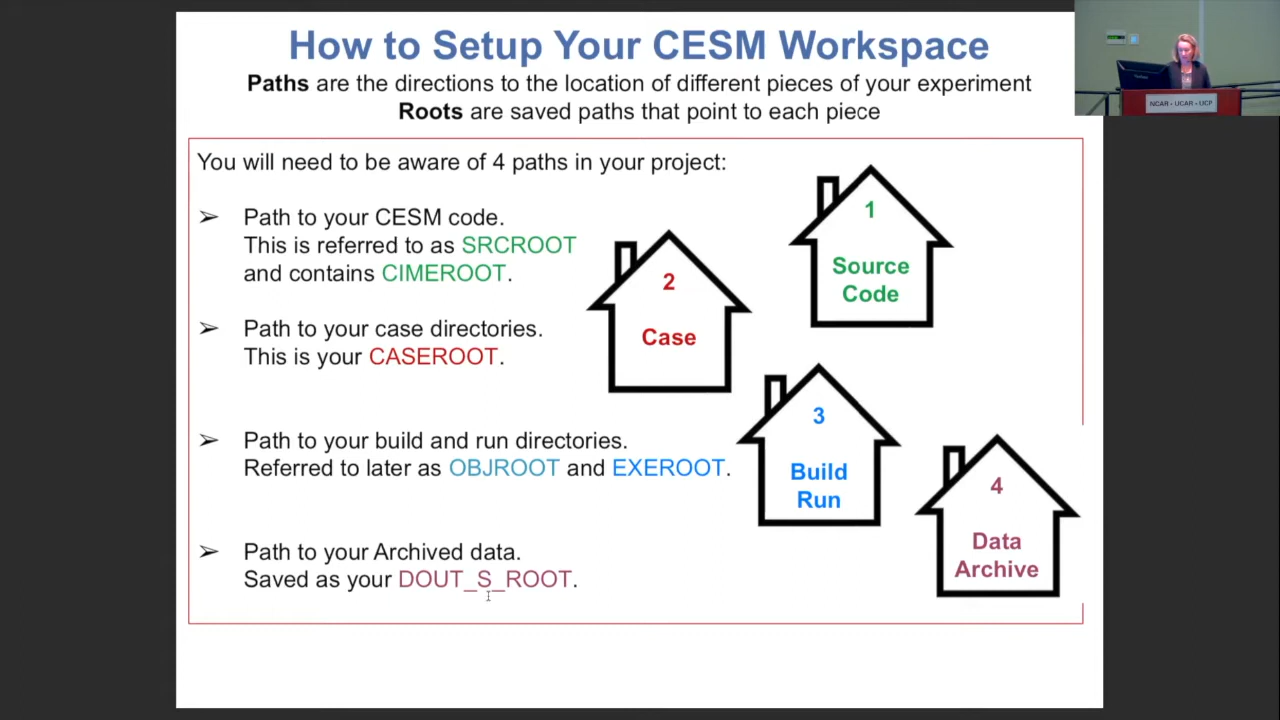 How to Setup Your CESM Workspace
Paths are the directions to the location of different pieces of your experiment
Roots are saved paths that point to each piece
NCAR • UCAR • UCP
You will need to be aware of 4 paths in your project:
➢ Path to your CESM code.
This is referred to as SRCROOT
and contains CIMEROOT.
➢ Path to your case directories.
This is your CASEROOT.
➢ Path to your build and run directories.
Referred to later as OBJROOT and EXEROOT.
➢ Path to your Archived data.
Saved as your DOUT_S_ROOT.
1
Source
Code
2
Case
3
Build
Run
4
Data
Archive